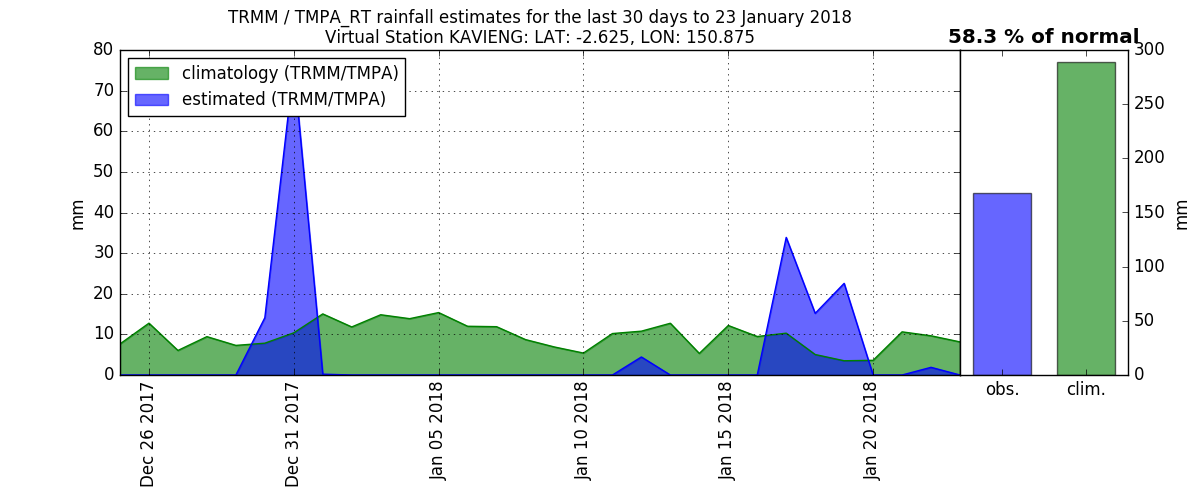 TRMM / TMPA_RT rainfall estimates for the last 30 days to 23 January 2018
Virtual Station KAVIENG: LAT: -2.625, LON: 150.875
58.3 % of normal
climatology (TRMM/TMPA)
estimated (TRMM/TMPA)
80
70
60
50
40
30
20
10
0
mm
Dec 26 2017
Dec 31 2017
Jan 05 2018
Jan 10 2018
Jan 15 2018
Jan 20 2018
obs.
clim.
300
250
200
150
100
50
0
mm